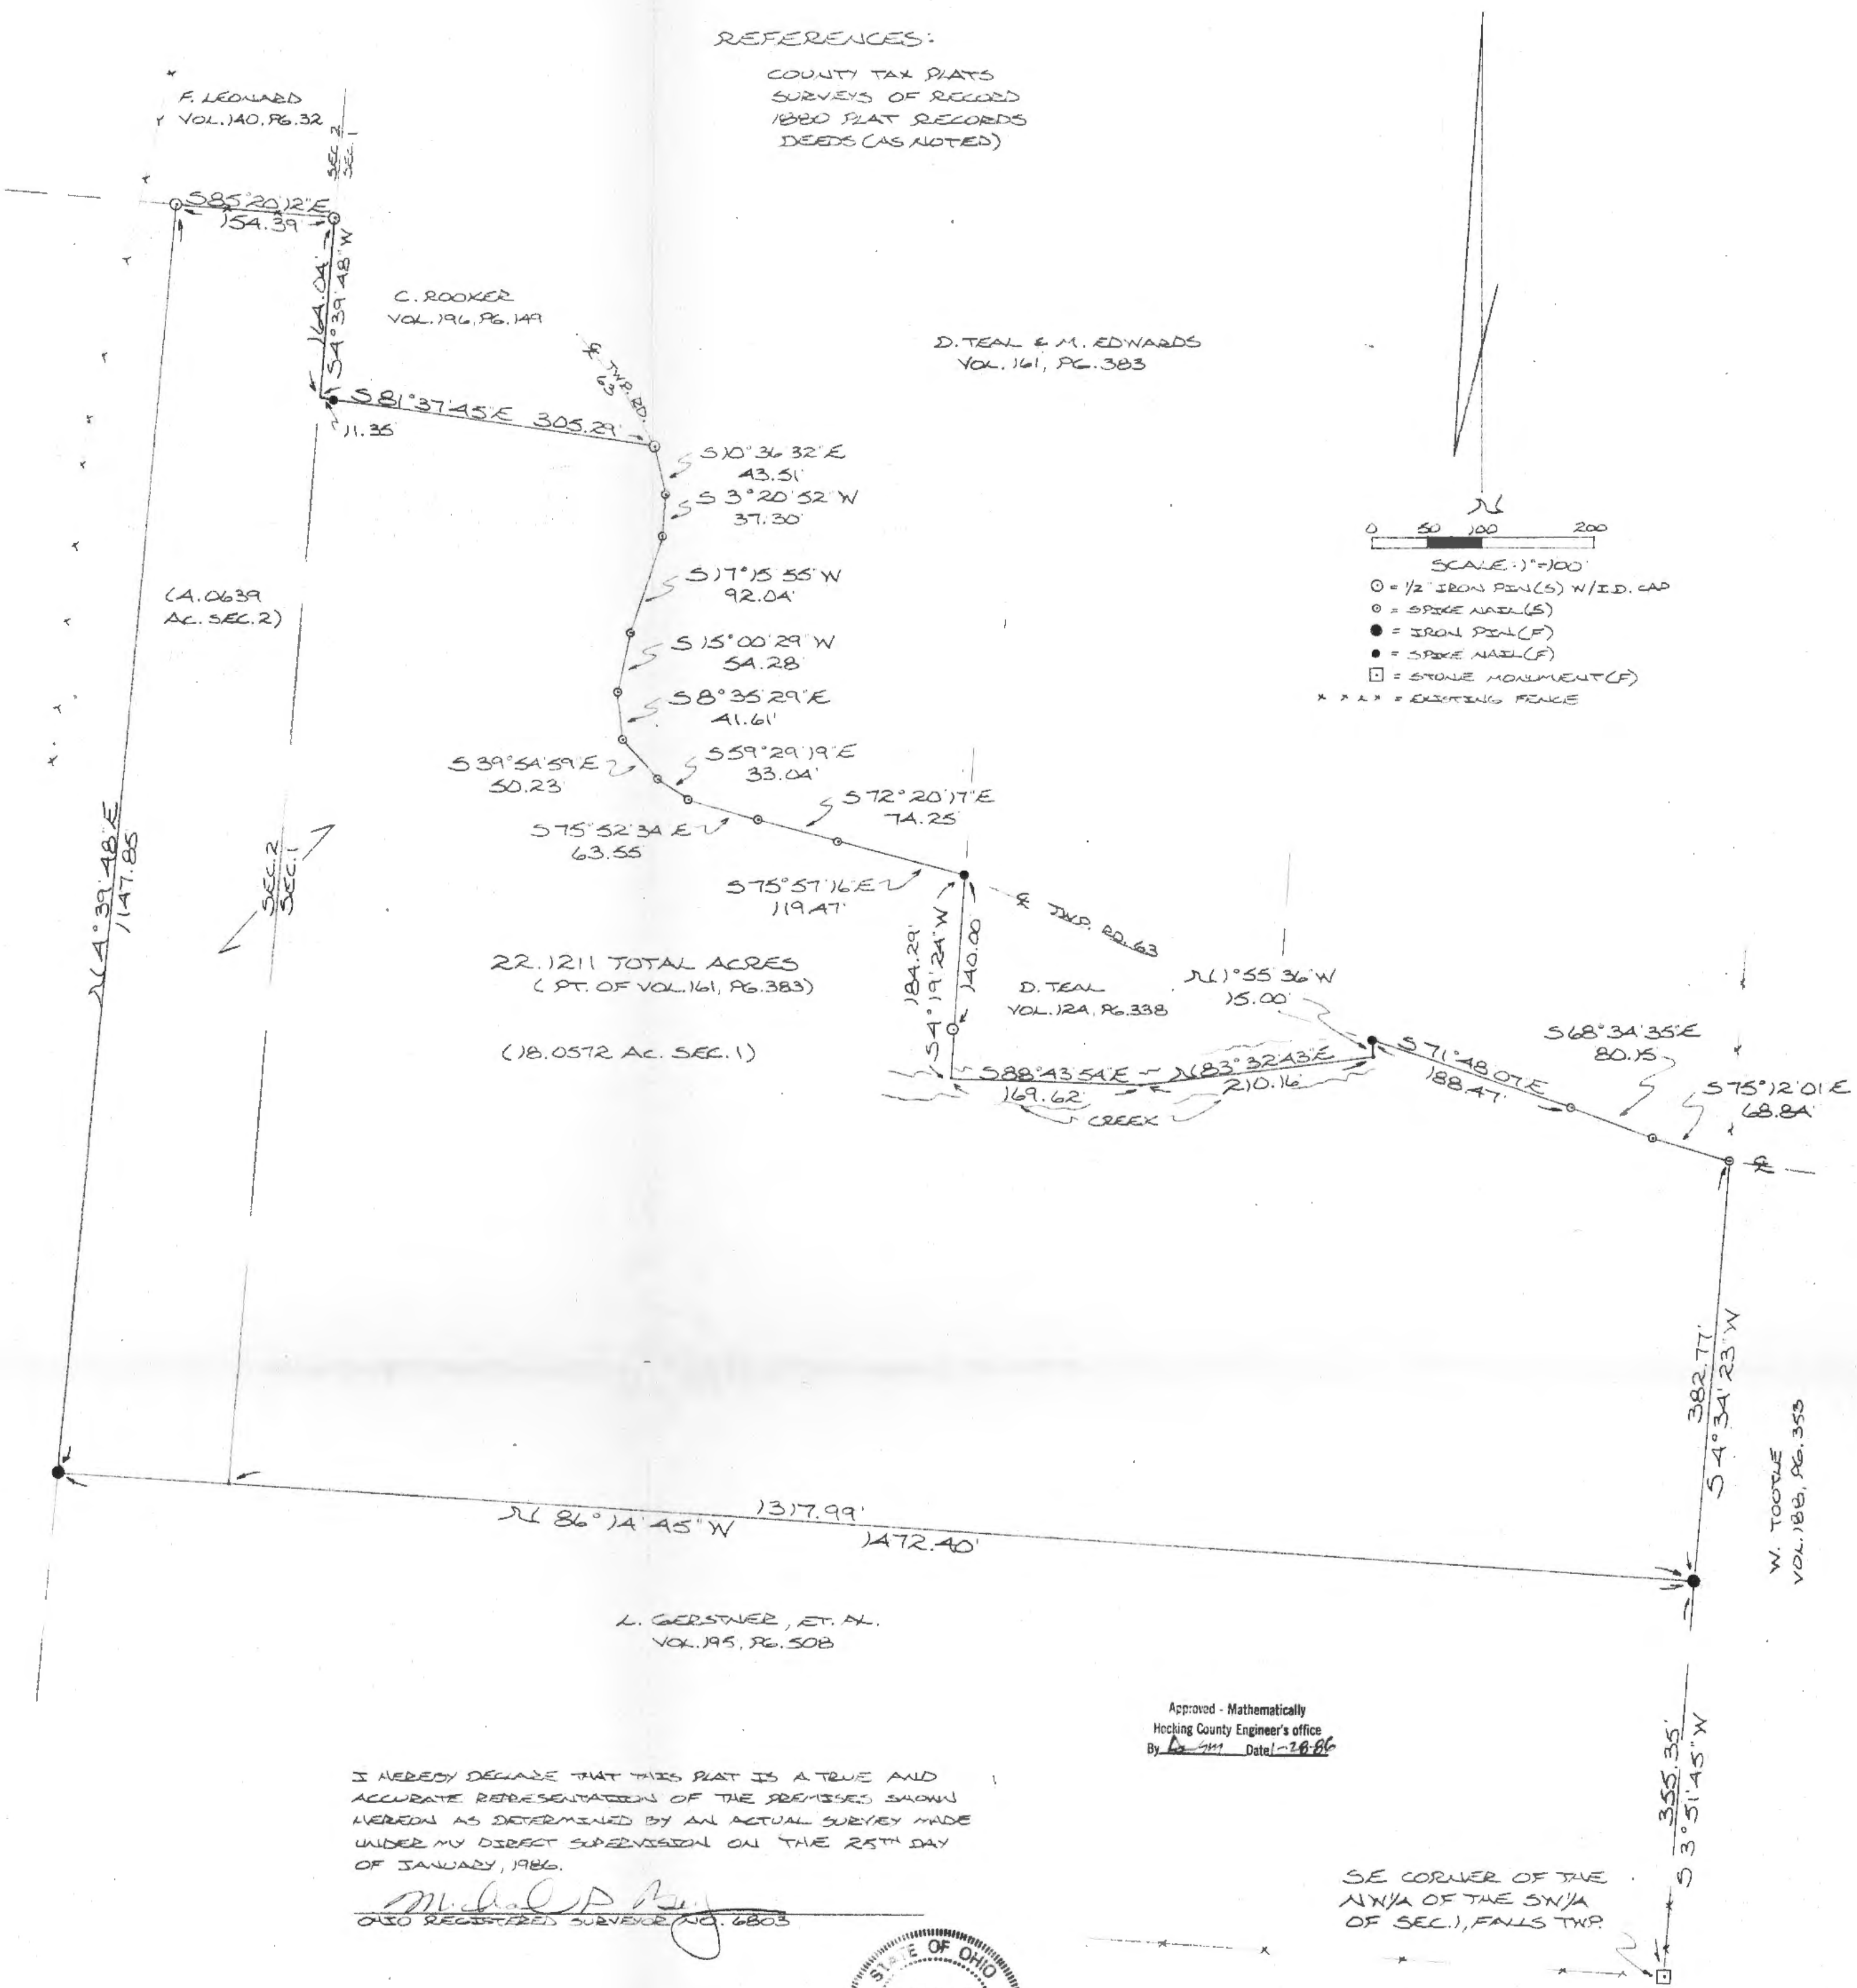 REFERENCES:
COUNTY TAX PLATS
SURVEYS OF RECORD
1880 PLAT RECORDS
DEEDS (AS NOTED)
F. LEONARD
VOL. 140, PG. 32
SEC. 2
SEC. 1
S85°20'12"E
154.39'
164.04'
S4°39'48"W
C. ROOKER
VOL. 196, PG. 149
TWP. RD.
63
D. TEAL & M. EDWARDS
VOL. 161, PG. 383
S81°37'45"E 305.29'
11.35'
S10°36'32"E
43.51'
S3°20'52"W
37.30'
S17°15'55"W
92.04'
S15°00'29"W
54.28'
S8°35'29"E
41.61'
S39°54'59"E
50.23'
S59°29'19"E
33.04'
S75°52'34"E
63.55'
S72°20'17"E
74.25'
S75°57'16"E
119.47'
N
0 50 100 200
SCALE: 1"=100'
⊙ = 1/2" IRON PIN(S) W/I.D. CAP
⊙ = SPIKE NAIL(S)
● = IRON PIN(F)
● = SPIKE NAIL(F)
⊡ = STONE MONUMENT(F)
x x x x = EXISTING FENCE
(4.0639
AC. SEC. 2)
N4°39'48"E
1147.85'
SEC. 2
SEC. 1
22.1211 TOTAL ACRES
(PT. OF VOL. 161, PG. 383)
(18.0572 AC. SEC. 1)
184.29'
S4°19'24"W
140.00'
℄ TWP. RD. 63
D. TEAL
VOL. 124, PG. 338
N1°55'36"W
15.00'
S88°43'54"E
169.62'
N83°32'43"E
210.16'
CREEK
S71°48'07"E
188.47'
S68°34'35"E
80.15'
S75°12'01"E
68.84'
℄
382.77'
S4°34'23"W
W. TOOTLE
VOL. 188, PG. 353
N86°14'45"W
1317.99'
1472.40'
L. GERSTNER, ET. AL.
VOL. 195, PG. 508
Approved - Mathematically
Hocking County Engineer's office
By Date 1-28-86
355.35'
S3°51'45"W
I HEREBY DECLARE THAT THIS PLAT IS A TRUE AND
ACCURATE REPRESENTATION OF THE PREMISES SHOWN
HEREON AS DETERMINED BY AN ACTUAL SURVEY MADE
UNDER MY DIRECT SUPERVISION ON THE 25TH DAY
OF JANUARY, 1986.
OHIO REGISTERED SURVEYOR NO. 6803
SE CORNER OF THE
NW1/4 OF THE SW1/4
OF SEC. 1, FALLS TWP.
STATE OF OHIO